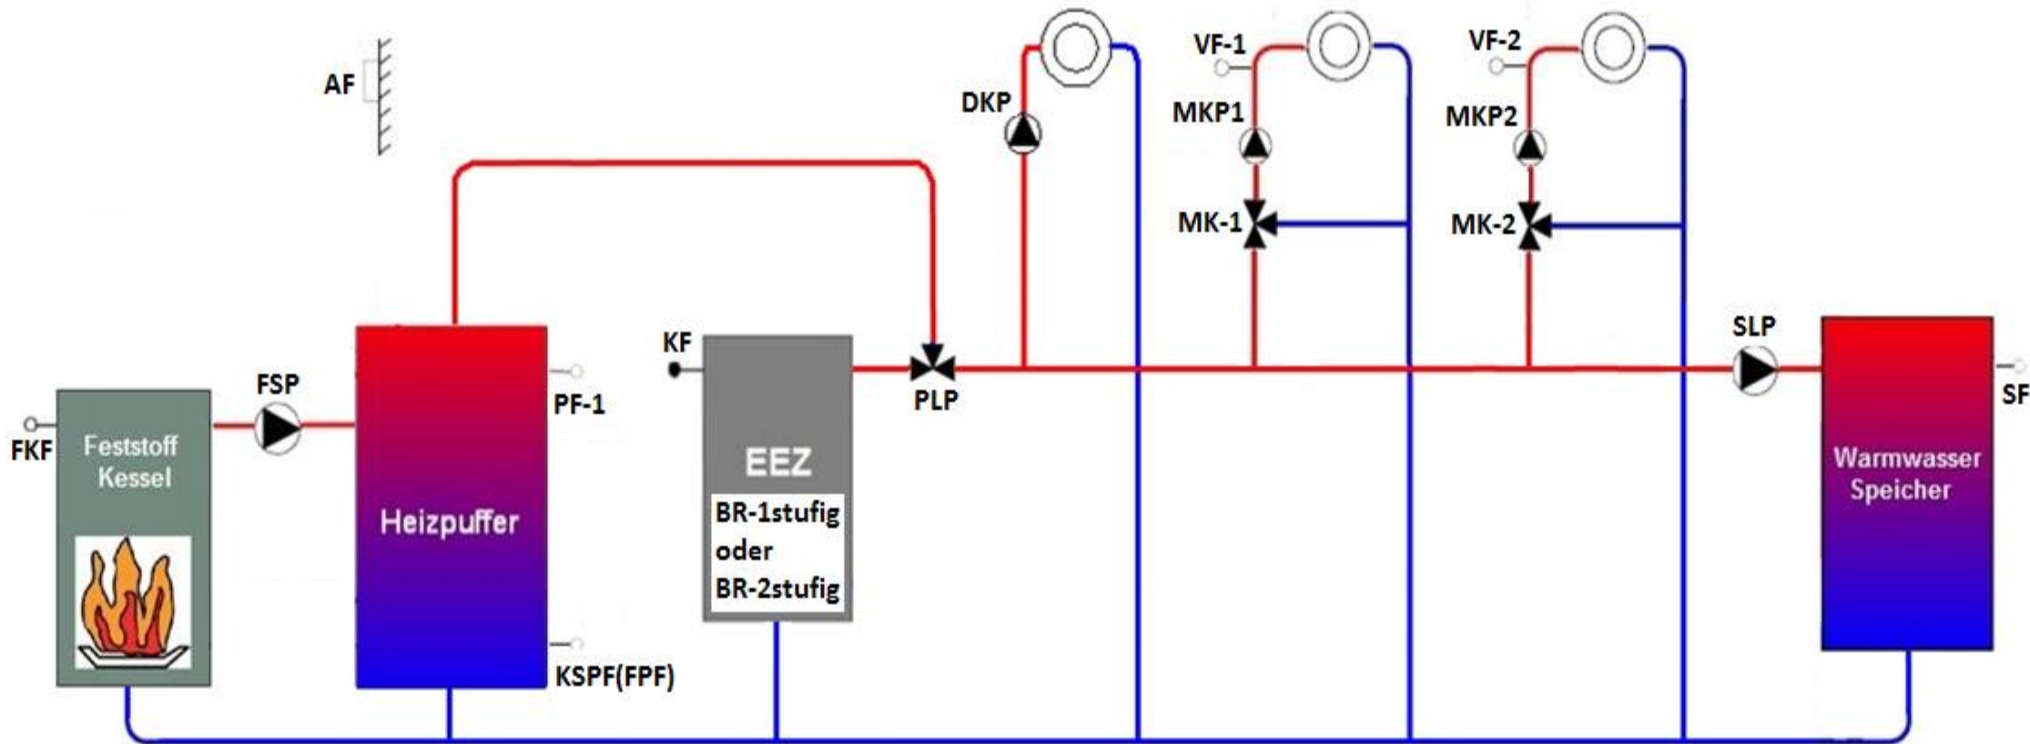 AF
DKP
VF-1
MKP1
MK-1
VF-2
MKP2
MK-2
FKF
Feststoff
Kessel
FSP
Heizpuffer
PF-1
KSPF(FPF)
KF
EEZ
BR-1stufig
oder
BR-2stufig
PLP
SLP
Warmwasser
Speicher
SF